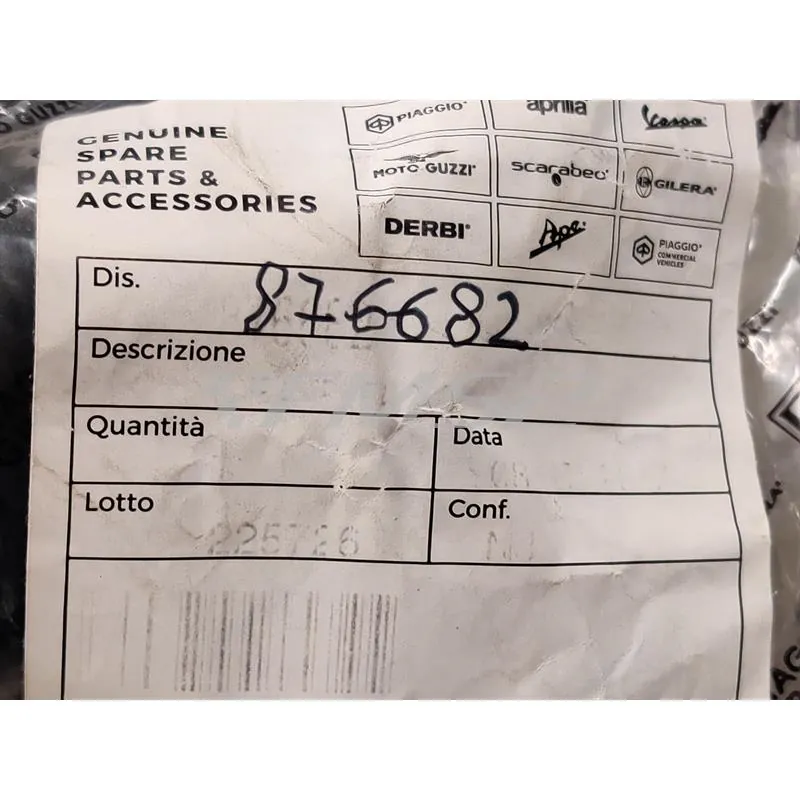 GENUINE
SPARE
PARTS &
ACCESSORIES
PIAGGIO®
aprilia
Vespa
MOTO GUZZI®
scarabeo®
GILERA®
DERBI®
Ape®
PIAGGIO®
COMMERCIAL
VEHICLES
Dis.
876682
Descrizione
Quantità
Data
Lotto
Conf.
225726